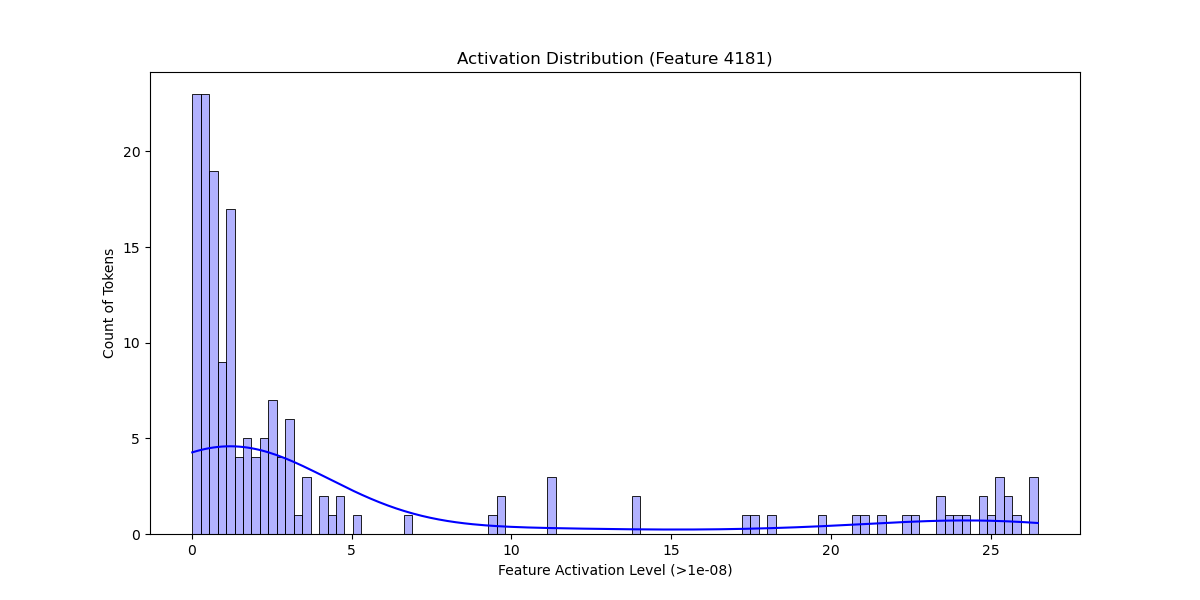 Activation Distribution (Feature 4181)
20
15
10
5
0
Count of Tokens
0 5 10 15 20 25
Feature Activation Level (>1e-08)